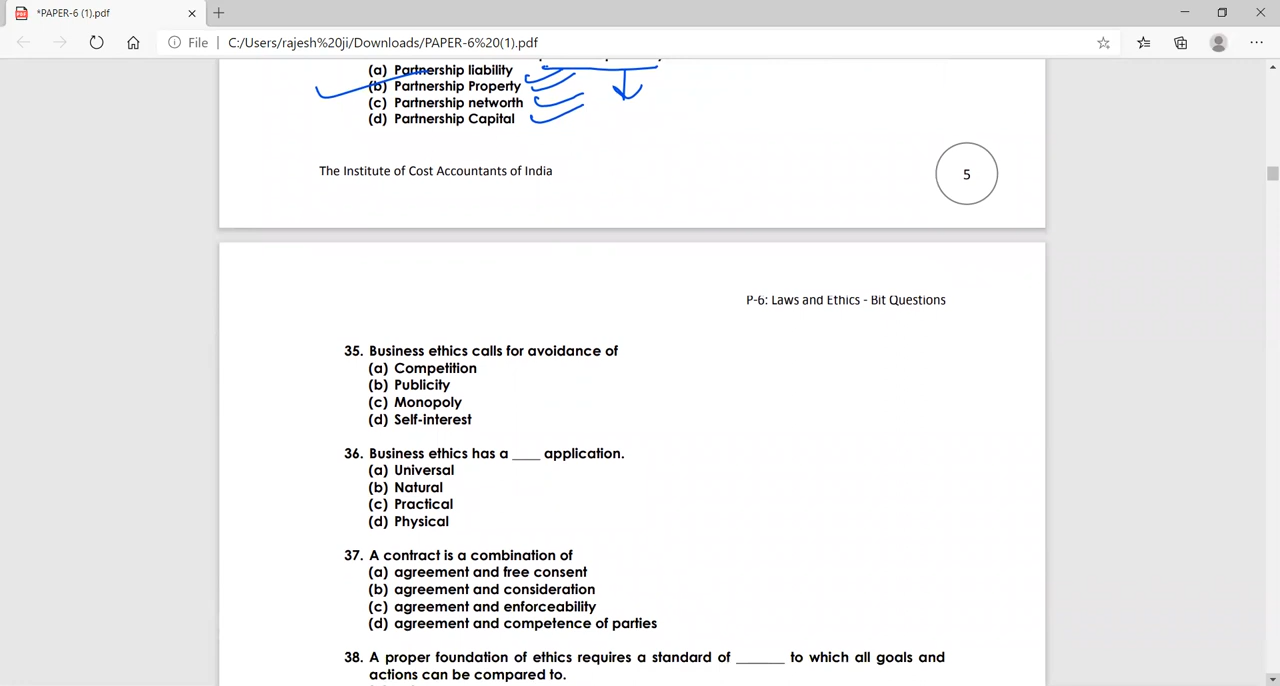 *PAPER-6 (1).pdf
File | C:/Users/rajesh%20ji/Downloads/PAPER-6%20(1).pdf
(a) Partnership liability
(b) Partnership Property
(c) Partnership networth
(d) Partnership Capital
The Institute of Cost Accountants of India
5
P-6: Laws and Ethics - Bit Questions
35. Business ethics calls for avoidance of
(a) Competition
(b) Publicity
(c) Monopoly
(d) Self-interest
36. Business ethics has a ____ application.
(a) Universal
(b) Natural
(c) Practical
(d) Physical
37. A contract is a combination of
(a) agreement and free consent
(b) agreement and consideration
(c) agreement and enforceability
(d) agreement and competence of parties
38. A proper foundation of ethics requires a standard of _______ to which all goals and
actions can be compared to.